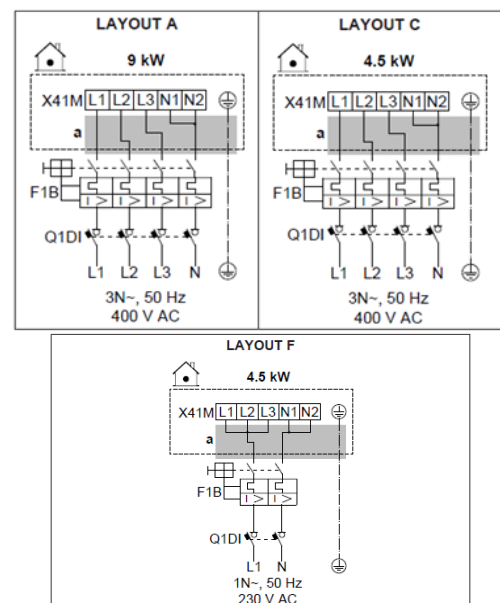 LAYOUT A
9 kW
X41M L1 L2 L3 N1 N2
a
F1B
I > I > I > I >
Q1DI
L1 L2 L3 N
3N~, 50 Hz
400 V AC
LAYOUT C
4.5 kW
X41M L1 L2 L3 N1 N2
a
F1B
I > I > I > I >
Q1DI
L1 L2 L3 N
3N~, 50 Hz
400 V AC
LAYOUT F
4.5 kW
X41M L1 L2 L3 N1 N2
a
F1B
I > I >
Q1DI
L1 N
1N~, 50 Hz
230 V AC